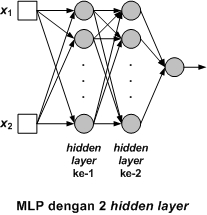 x1
x2
hidden hidden
layer layer
ke-1 ke-2
MLP dengan 2 hidden layer